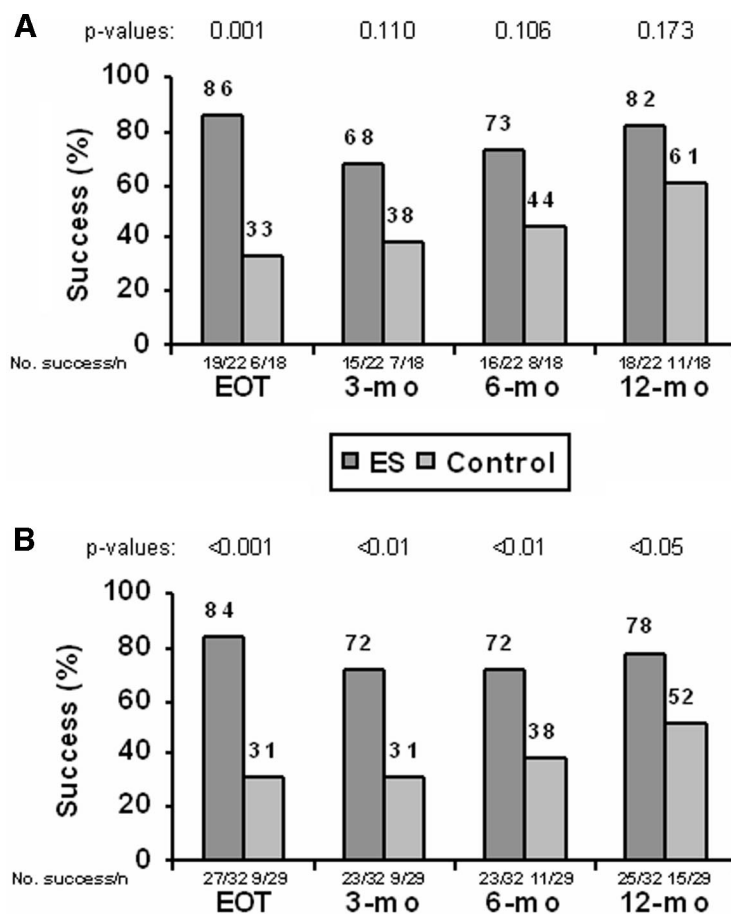 A
p-values: 0.001 0.110 0.106 0.173
100
80
60
40
20
0
Success (%)
86 33 68 38 73 44 82 61
No. success/n 19/22 6/18 15/22 7/18 16/22 8/18 18/22 11/18
EOT 3-mo 6-mo 12-mo
ES Control
B
p-values: <0.001 <0.01 <0.01 <0.05
100
80
60
40
20
0
Success (%)
84 31 72 31 72 38 78 52
No. success/n 27/32 9/29 23/32 9/29 23/32 11/29 25/32 15/29
EOT 3-mo 6-mo 12-mo